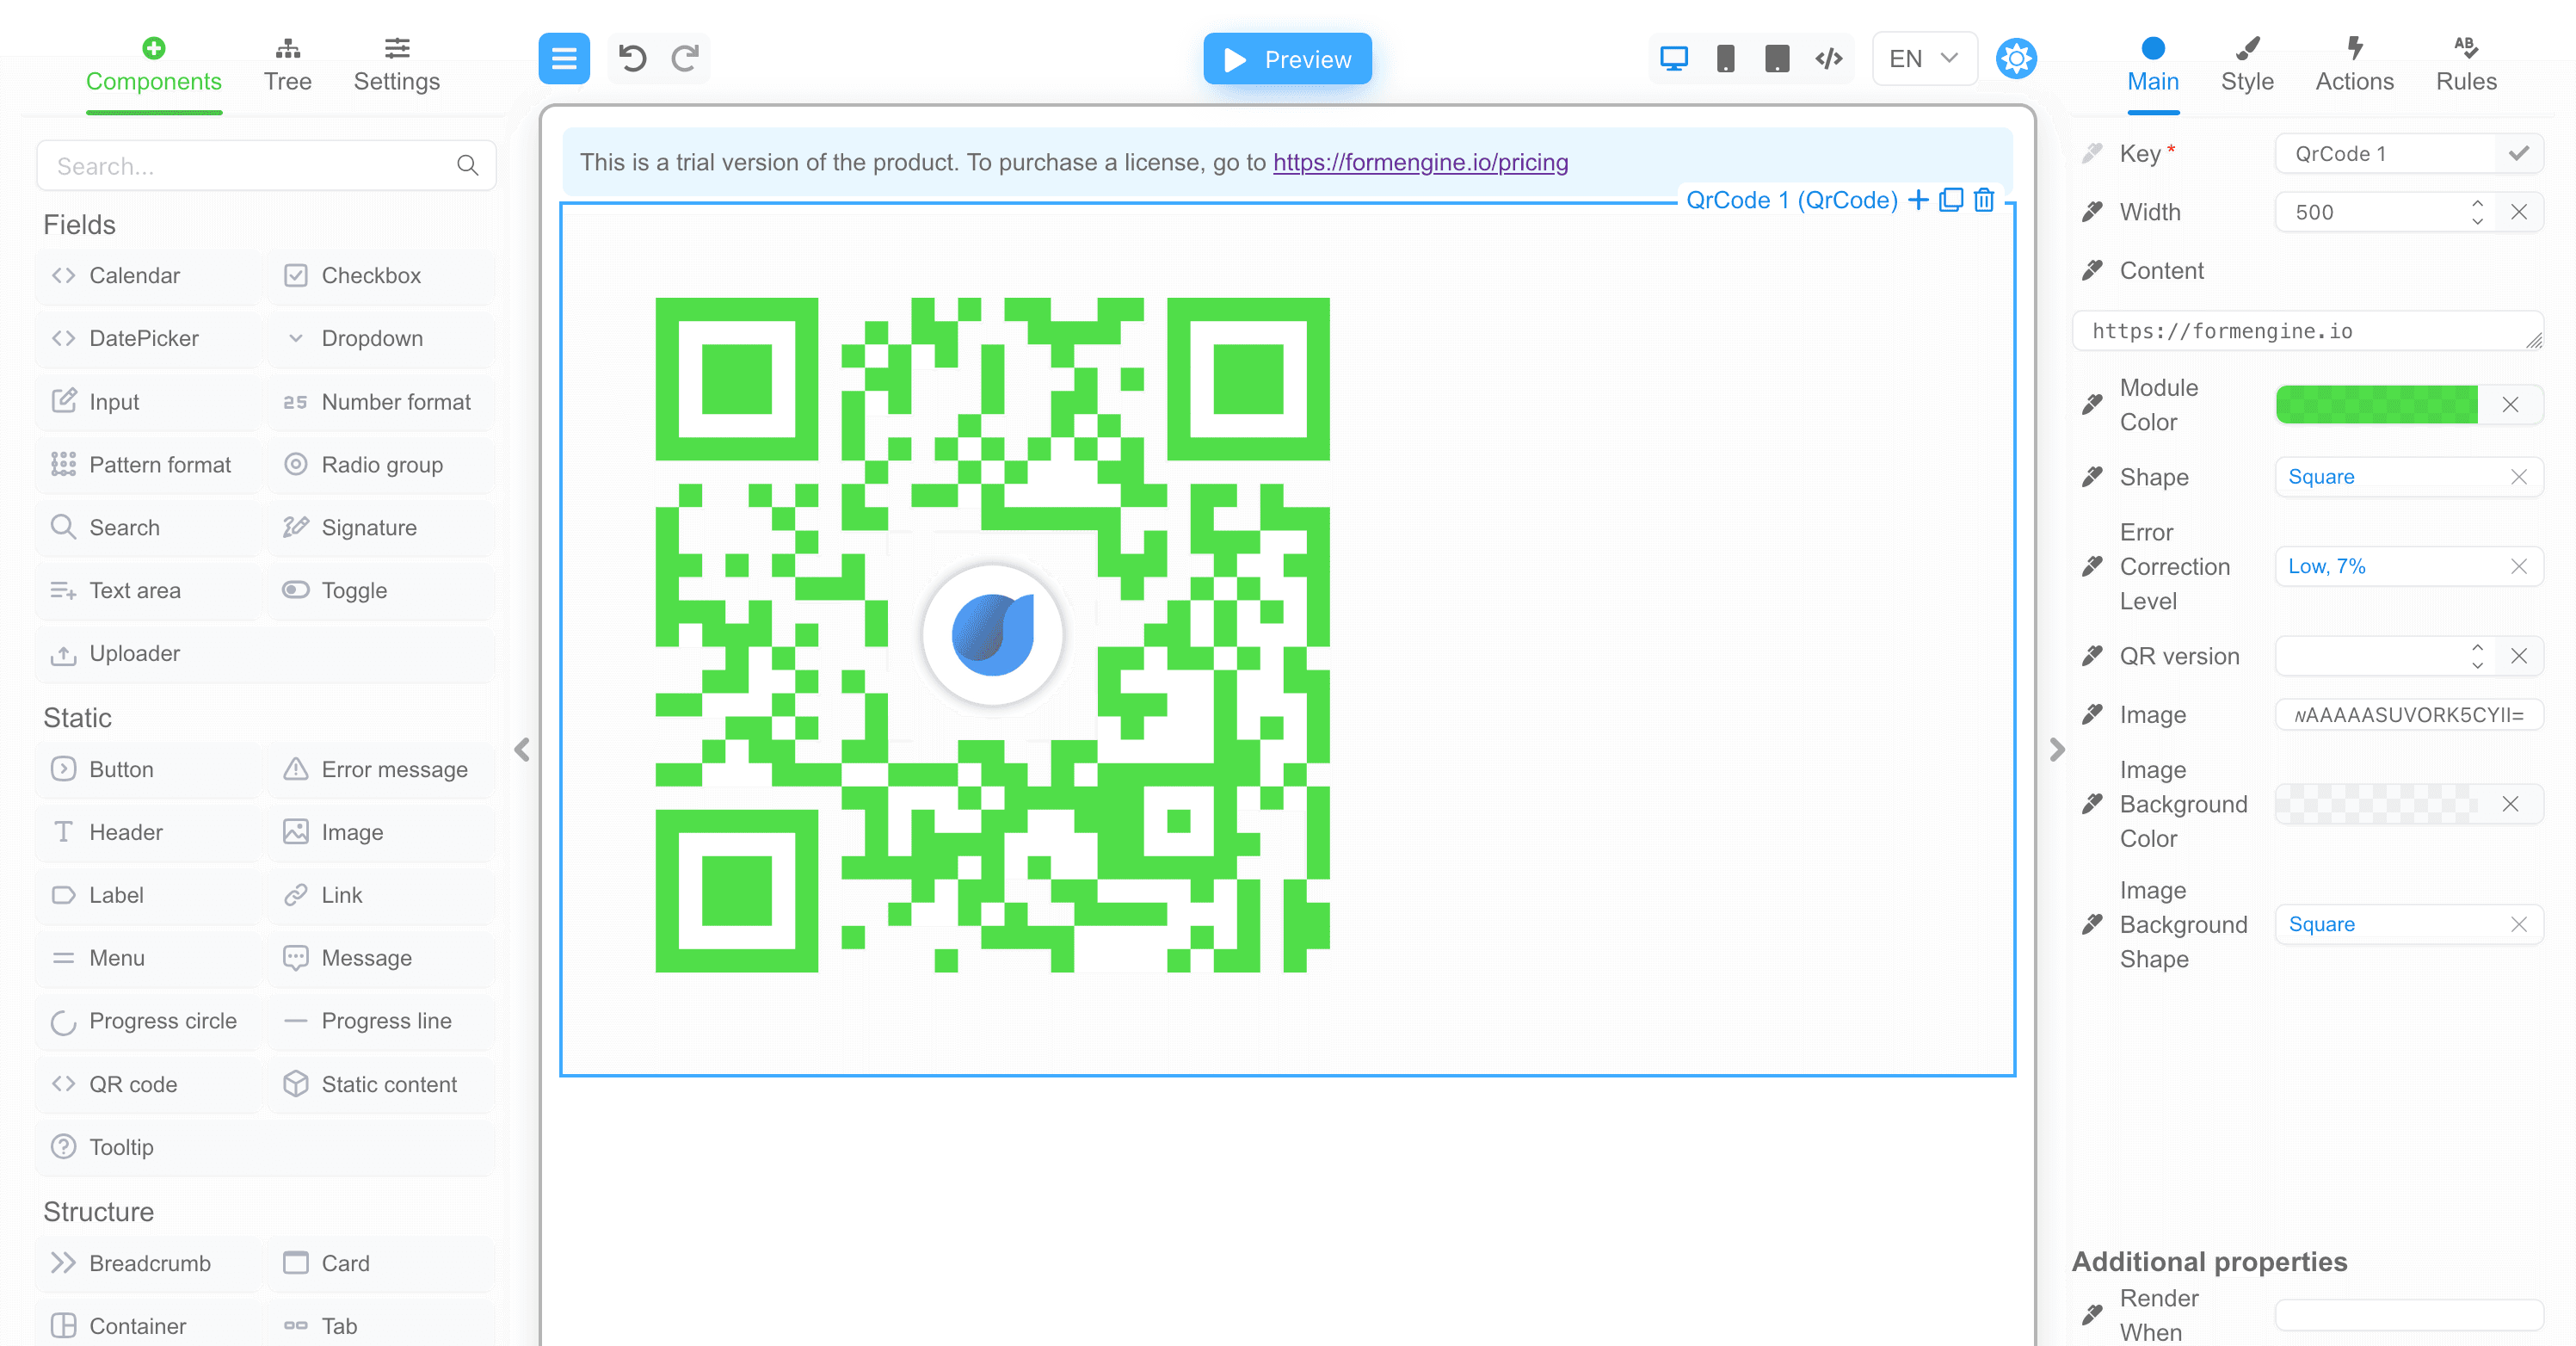 Components
Tree
Settings
Preview
EN
Main
Style
Actions
Rules
Search...
Fields
Calendar
Checkbox
DatePicker
Dropdown
Input
25 Number format
Pattern format
Radio group
Search
Signature
Text area
Toggle
Uploader
Static
Button
Error message
Header
Image
Label
Link
Menu
Message
Progress circle
Progress line
QR code
Static content
Tooltip
Structure
Breadcrumb
Card
Container
Tab
This is a trial version of the product. To purchase a license, go to https://formengine.io/pricing
QrCode 1 (QrCode)
Key * QrCode 1
Width 500
Content
https://formengine.io
Module
Color
Shape Square
Error
Correction Low, 7%
Level
QR version
Image wAAAAASUVORK5CYII=
Image
Background
Color
Image
Background Square
Shape
Additional properties
Render
When